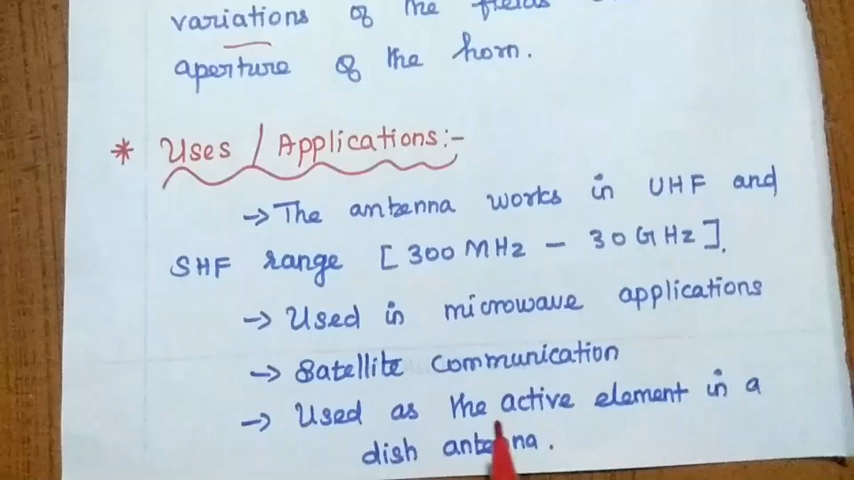 variations of the fields
aperture of the horn.
* Uses / Applications:-
→ The antenna works in UHF and
SHF range [300 MHz - 30 GHz].
→ Used in microwave applications
→ Satellite communication
→ Used as the active element in a
dish antenna.